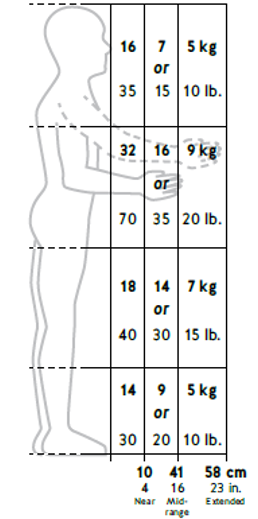 16 7 5 kg
or
35 15 10 lb.
32 16 9 kg
or
70 35 20 lb.
18 14 7 kg
or
40 30 15 lb.
14 9 5 kg
or
30 20 10 lb.
10 41 58 cm
4 16 23 in.
Near Mid- Extended
range